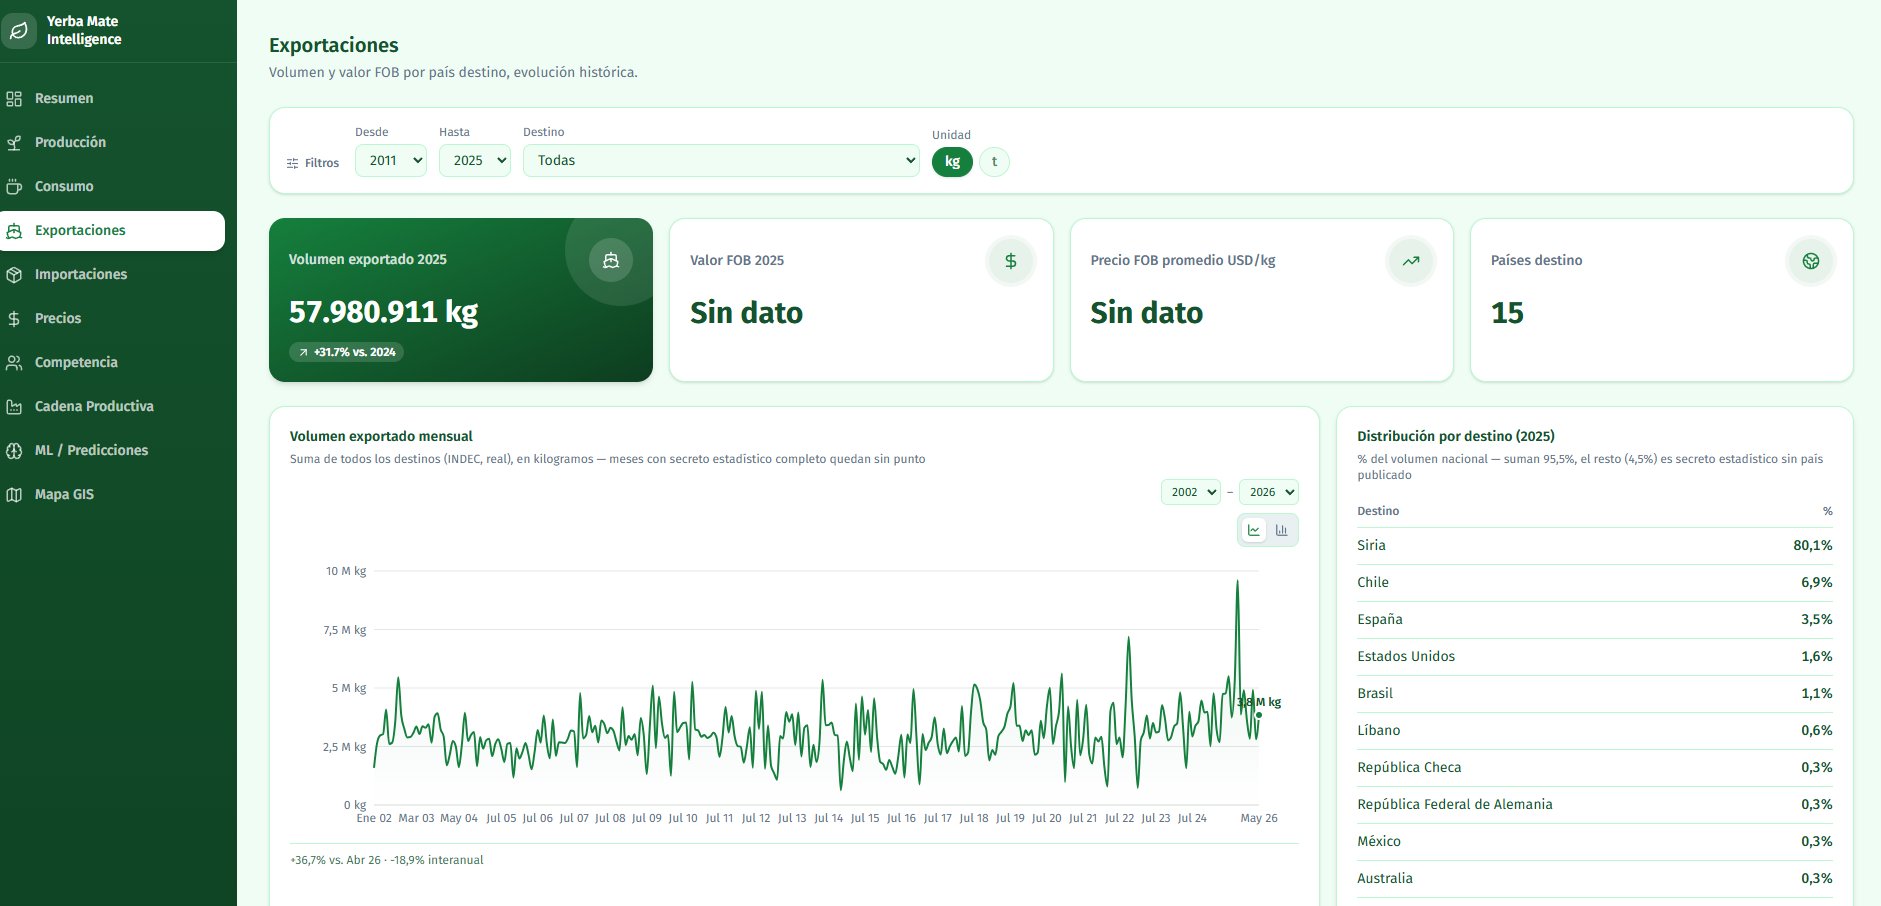 Yerba Mate
Intelligence
Resumen
Producción
Consumo
Exportaciones
Importaciones
Precios
Competencia
Cadena Productiva
ML / Predicciones
Mapa GIS
Exportaciones
Volumen y valor FOB por país destino, evolución histórica.
Filtros
Desde
2011
Hasta
2025
Destino
Todas
Unidad
kg
t
Volumen exportado 2025
57.980.911 kg
+31.7% vs. 2024
Valor FOB 2025
Sin dato
Precio FOB promedio USD/kg
Sin dato
Países destino
15
Volumen exportado mensual
Suma de todos los destinos (INDEC, real), en kilogramos — meses con secreto estadístico completo quedan sin punto
2002 – 2026
10 M kg
7,5 M kg
5 M kg
2,5 M kg
0 kg
3,8 M kg
Ene 02 Mar 03 May 04 Jul 05 Jul 06 Jul 07 Jul 08 Jul 09 Jul 10 Jul 11 Jul 12 Jul 13 Jul 14 Jul 15 Jul 16 Jul 17 Jul 18 Jul 19 Jul 20 Jul 21 Jul 22 Jul 23 Jul 24 May 26
+36,7% vs. Abr 26 · -18,9% interanual
Distribución por destino (2025)
% del volumen nacional — suman 95,5%, el resto (4,5%) es secreto estadístico sin país
publicado
Destino %
Siria 80,1%
Chile 6,9%
España 3,5%
Estados Unidos 1,6%
Brasil 1,1%
Líbano 0,6%
República Checa 0,3%
República Federal de Alemania 0,3%
México 0,3%
Australia 0,3%